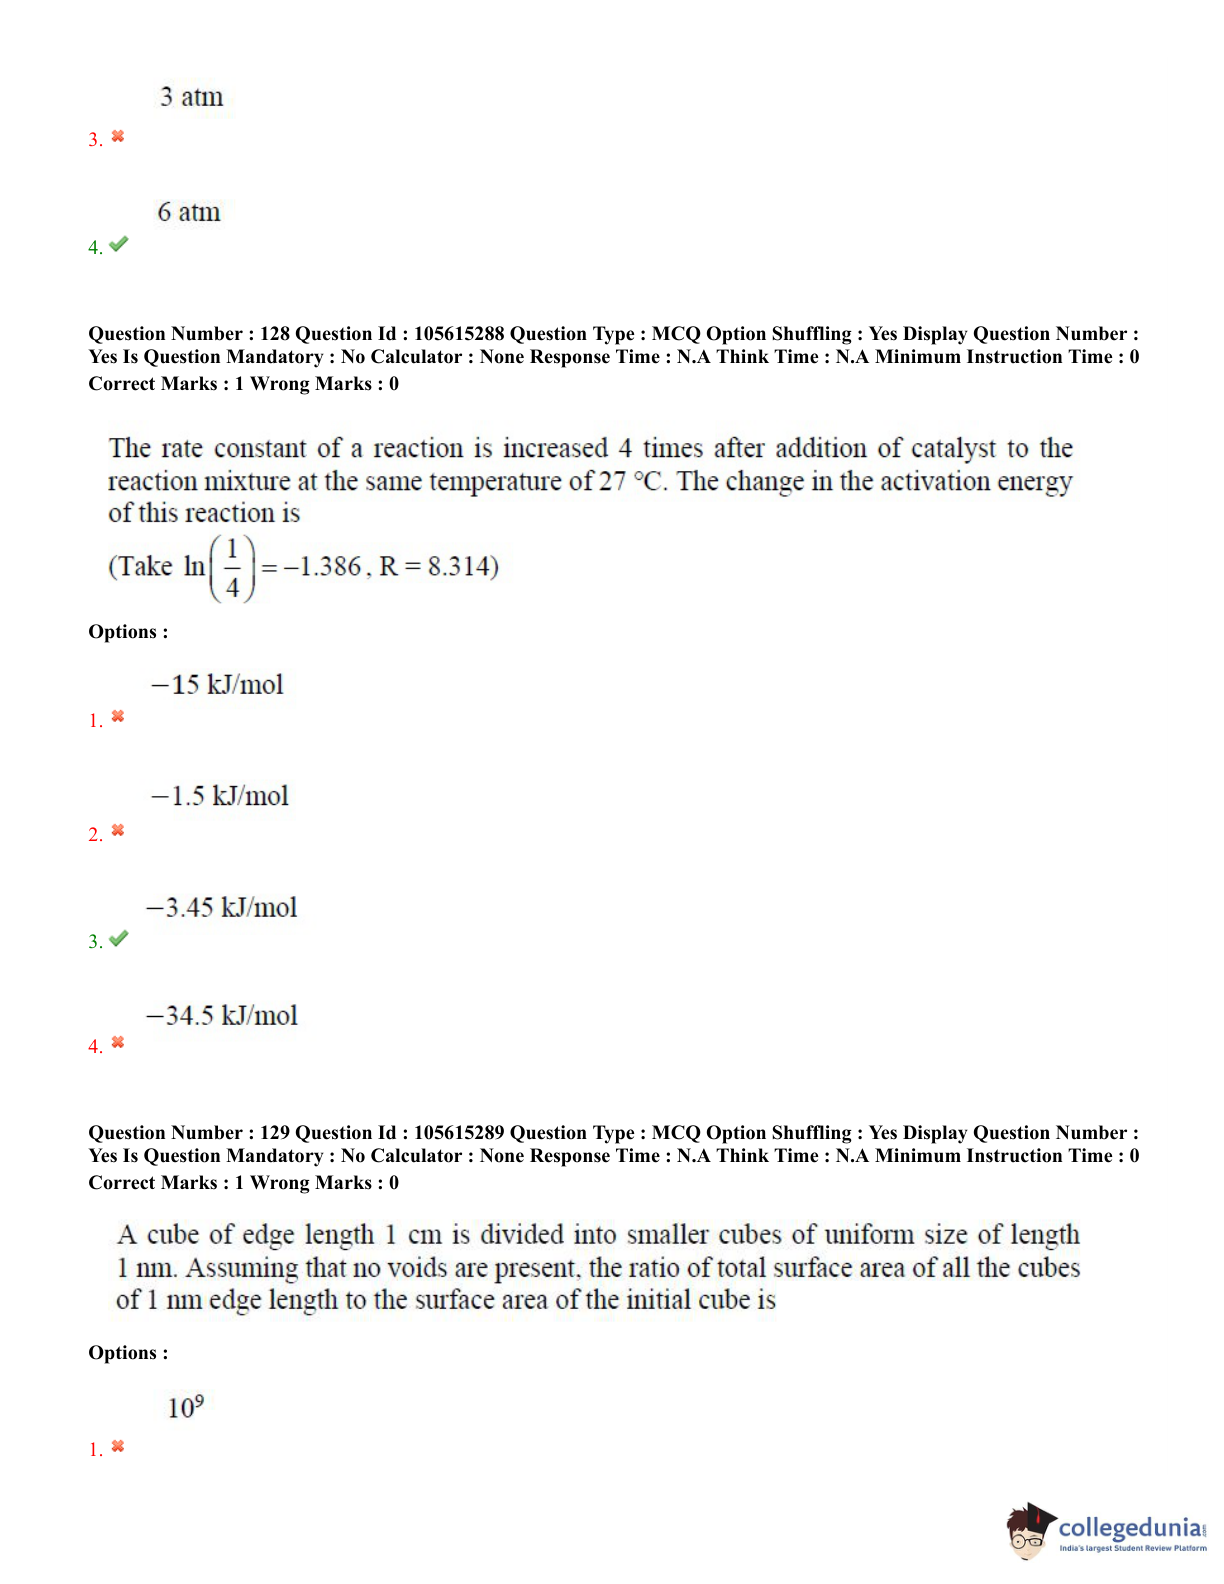 3 atm
3.
6 atm
4.
Question Number : 128 Question Id : 105615288 Question Type : MCQ Option Shuffling : Yes Display Question Number :
Yes Is Question Mandatory : No Calculator : None Response Time : N.A Think Time : N.A Minimum Instruction Time : 0
Correct Marks : 1 Wrong Marks : 0
The rate constant of a reaction is increased 4 times after addition of catalyst to the
reaction mixture at the same temperature of 27 °C. The change in the activation energy
of this reaction is
(Take ln(1/4) = −1.386 , R = 8.314)
Options :
−15 kJ/mol
1.
−1.5 kJ/mol
2.
−3.45 kJ/mol
3.
−34.5 kJ/mol
4.
Question Number : 129 Question Id : 105615289 Question Type : MCQ Option Shuffling : Yes Display Question Number :
Yes Is Question Mandatory : No Calculator : None Response Time : N.A Think Time : N.A Minimum Instruction Time : 0
Correct Marks : 1 Wrong Marks : 0
A cube of edge length 1 cm is divided into smaller cubes of uniform size of length
1 nm. Assuming that no voids are present, the ratio of total surface area of all the cubes
of 1 nm edge length to the surface area of the initial cube is
Options :
10⁹
1.
collegedunia.com
India's largest Student Review Platform